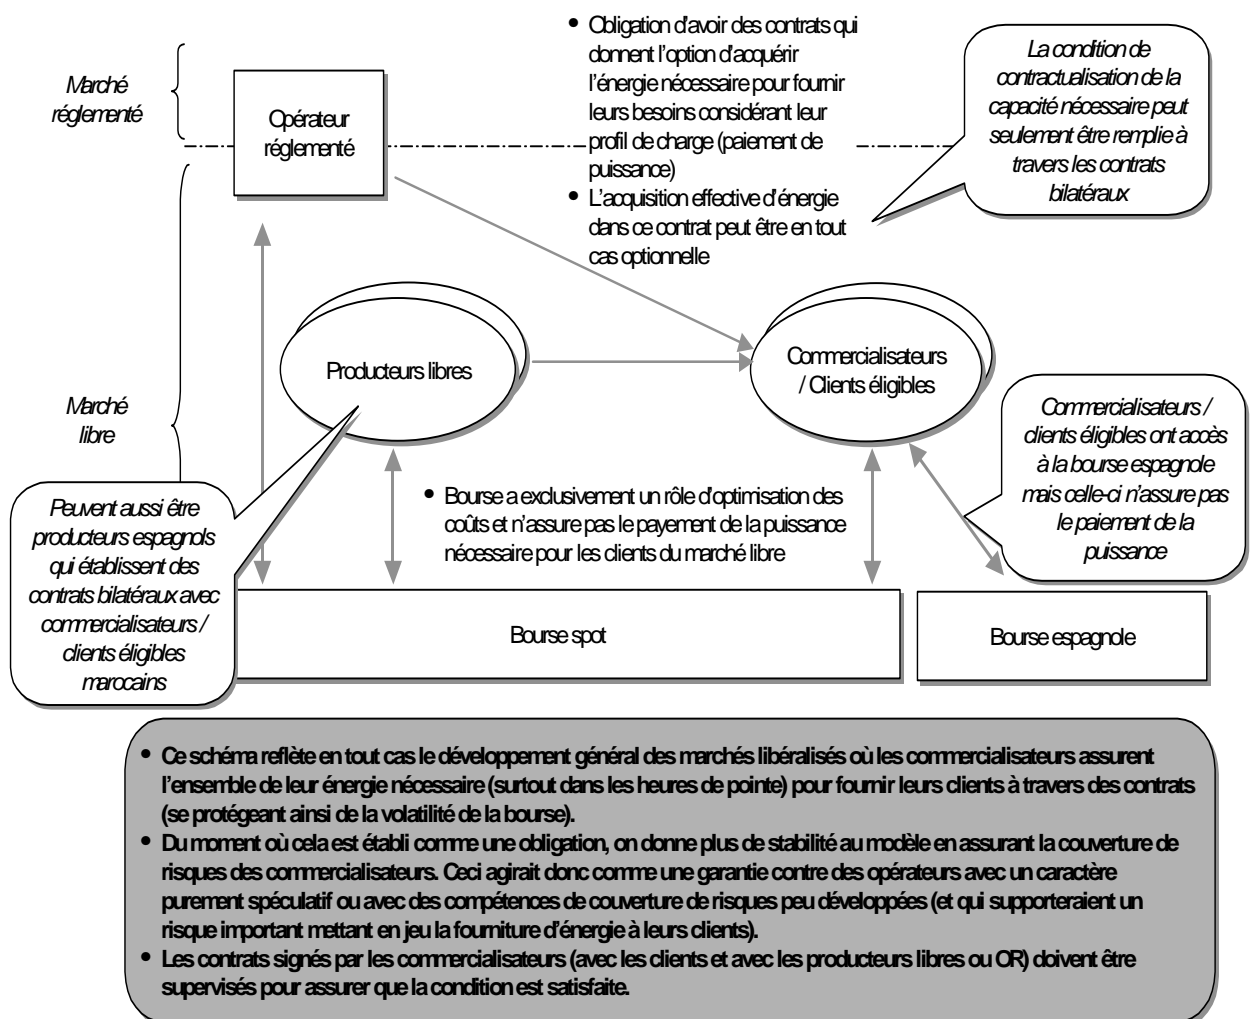 • Obligation d'avoir des contrats qui
donnent l'option d'acquérir
l'énergie nécessaire pour fournir
leurs besoins considérant leur
profil de charge (paiement de
puissance)
• L'acquisition effective d'énergie
dans ce contrat peut être en tout
cas optionnelle
La condition de
contractualisation de la
capacité nécessaire peut
seulement être remplie à
travers les contrats
bilatéraux
Marché
réglementé
Opérateur
réglementé
Producteurs libres
Commercialisateurs
/ Clients éligibles
Marché
libre
Commercialisateurs /
clients éligibles ont accès
à la bourse espagnole
mais celle-ci n'assure pas
le paiement de la
puissance
Peuvent aussi être
producteurs espagnols
qui établissent des
contrats bilatéraux avec
commercialisateurs /
clients éligibles
marocains
• Bourse a exclusivement un rôle d'optimisation des
coûts et n'assure pas le payement de la puissance
nécessaire pour les clients du marché libre
Bourse spot
Bourse espagnole
• Ce schéma reflète en tout cas le développement général des marchés libéralisés où les commercialisateurs assurent
l'ensemble de leur énergie nécessaire (surtout dans les heures de pointe) pour fournir leurs clients à travers des contrats
(se protégeant ainsi de la volatilité de la bourse).
• Du moment où cela est établi comme une obligation, on donne plus de stabilité au modèle en assurant la couverture de
risques des commercialisateurs. Ceci agirait donc comme une garantie contre des opérateurs avec un caractère
purement spéculatif ou avec des compétences de couverture de risques peu développées (et qui supporteraient un
risque important mettant en jeu la fourniture d'énergie à leurs clients).
• Les contrats signés par les commercialisateurs (avec les clients et avec les producteurs libres ou OR) doivent être
supervisés pour assurer que la condition est satisfaite.